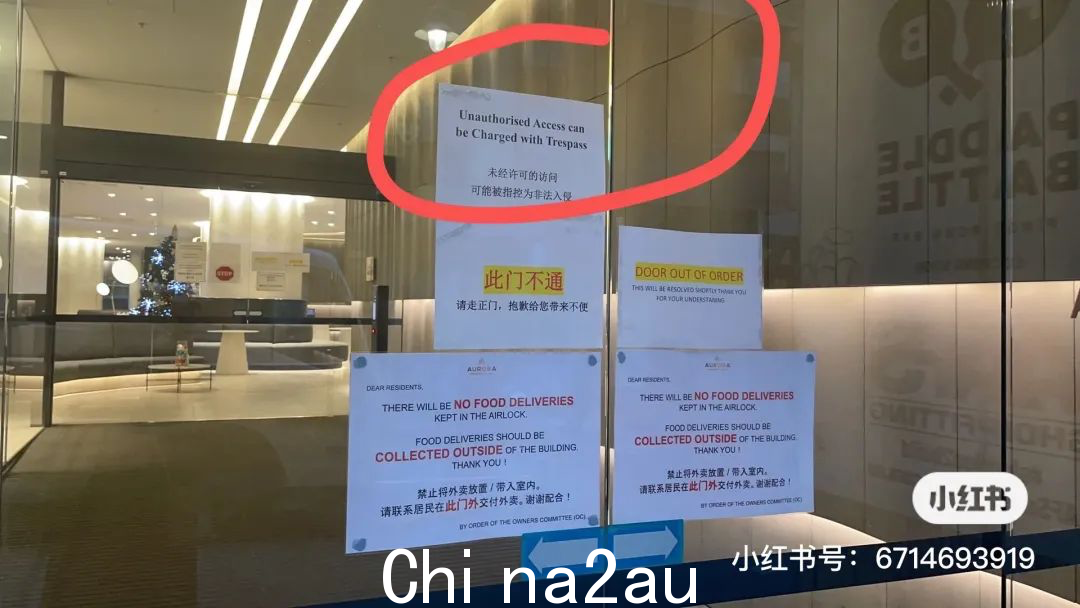 Unauthorised Access can
be Charged with Trespass
未经许可的访问
可能被指控为非法入侵
此门不通
请走正门，抱歉给您带来不便
DOOR OUT OF ORDER
THIS WILL BE RESOLVED SHORTLY THANK YOU
FOR YOUR UNDERSTANING
AURORA
DEAR RESIDENTS,
THERE WILL BE NO FOOD DELIVERIES
KEPT IN THE AIRLOCK.
FOOD DELIVERIES SHOULD BE
COLLECTED OUTSIDE OF THE BUILDING.
THANK YOU !
禁止将外卖放置 / 带入室内。
请联系居民在此门外交付外卖。谢谢配合！
BY ORDER OF THE OWNERS COMMITTEE (OC)
AURORA
DEAR RESIDENTS,
THERE WILL BE NO FOOD DELIVERIES
KEPT IN THE AIRLOCK.
FOOD DELIVERIES SHOULD BE
COLLECTED OUTSIDE OF THE BUILDING.
THANK YOU !
禁止将外卖放置 / 带入室内。
请联系居民在此门外交付外卖。谢谢配合！
BY ORDER OF THE OWNERS COMMITTEE (OC)
STOP
PADDLE
BATTLE
小红书
小红书号：6714693919
China2au